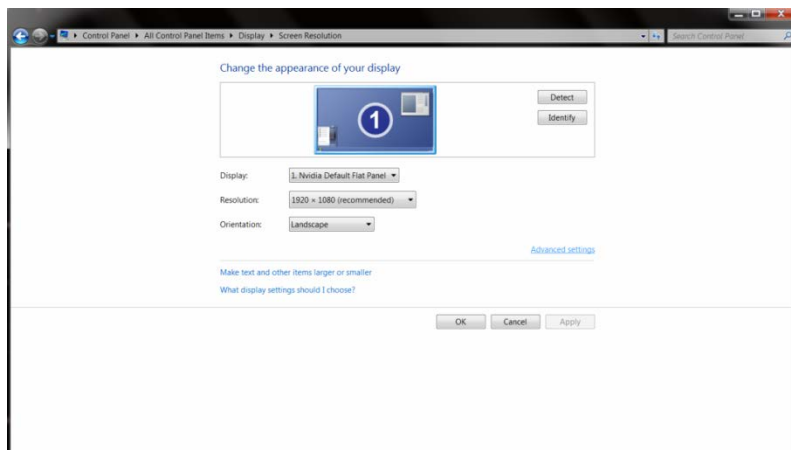 Control Panel ▸ All Control Panel Items ▸ Display ▸ Screen Resolution
Search Control Panel
Change the appearance of your display
1
Detect
Identify
Display: 1. Nvidia Default Flat Panel
Resolution: 1920 × 1080 (recommended)
Orientation: Landscape
Advanced settings
Make text and other items larger or smaller
What display settings should I choose?
OK Cancel Apply